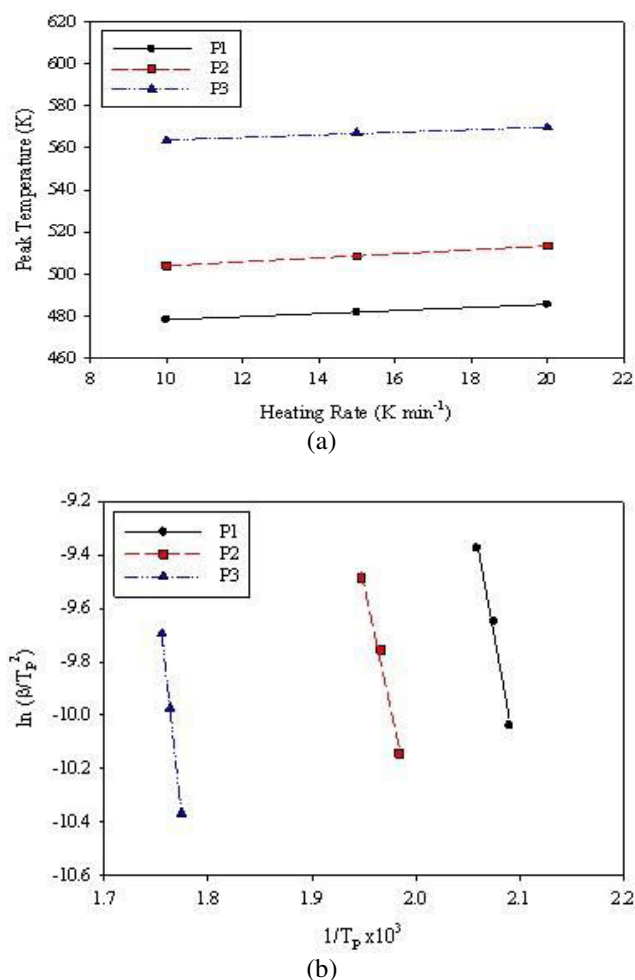 620
600
580
560
540
520
500
480
460
Peak Temperature (K)
P1
P2
P3
8 10 12 14 16 18 20 22
Heating Rate (K min⁻¹)
(a)
-9.2
-9.4
-9.6
-9.8
-10.0
-10.2
-10.4
-10.6
ln (β/T_P²)
P1
P2
P3
1.7 1.8 1.9 2.0 2.1 2.2
1/T_P x10³
(b)